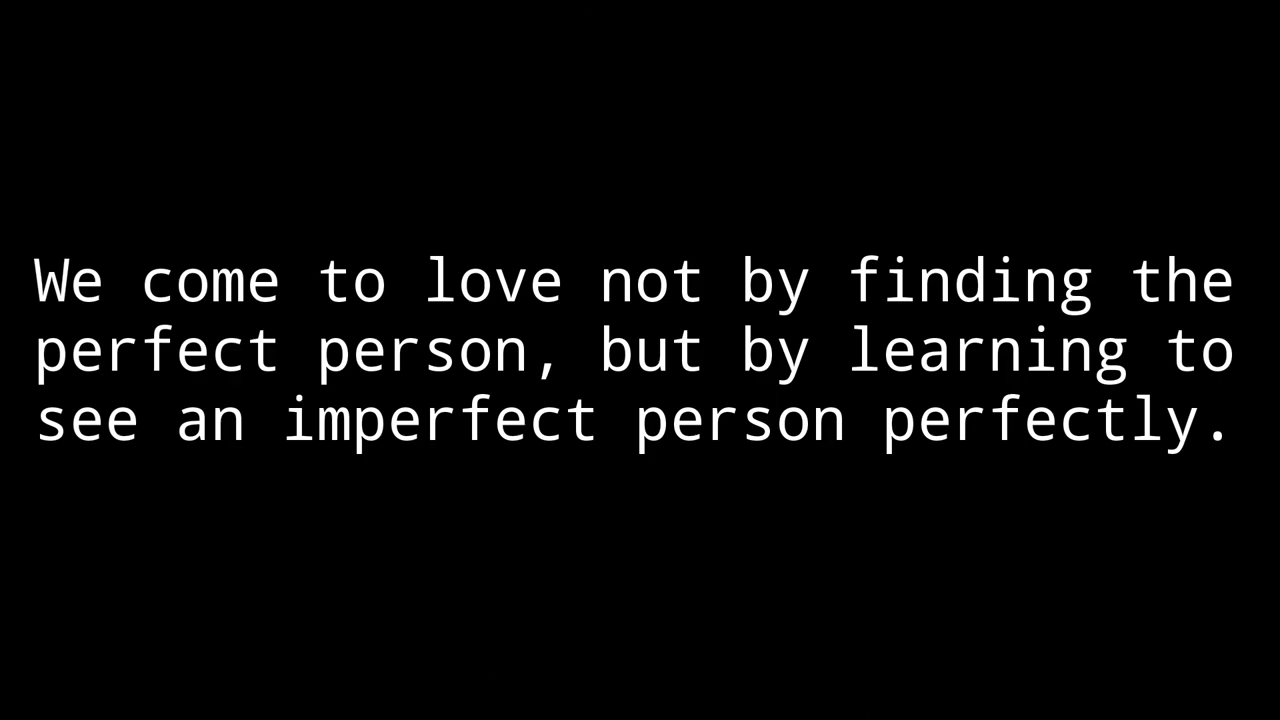 We come to love not by finding the
perfect person, but by learning to
see an imperfect person perfectly.